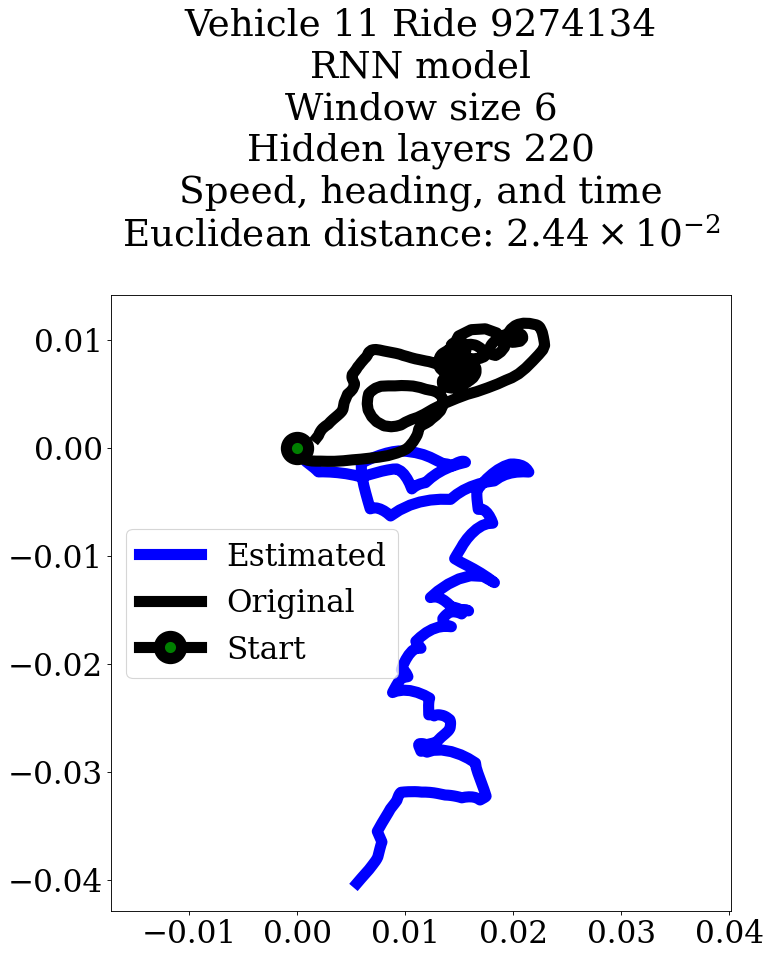 Vehicle 11 Ride 9274134
RNN model
Window size 6
Hidden layers 220
Speed, heading, and time
Euclidean distance: 2.44 × 10⁻²
0.01
0.00
−0.01
−0.02
−0.03
−0.04
Estimated
Original
Start
−0.01 0.00 0.01 0.02 0.03 0.04